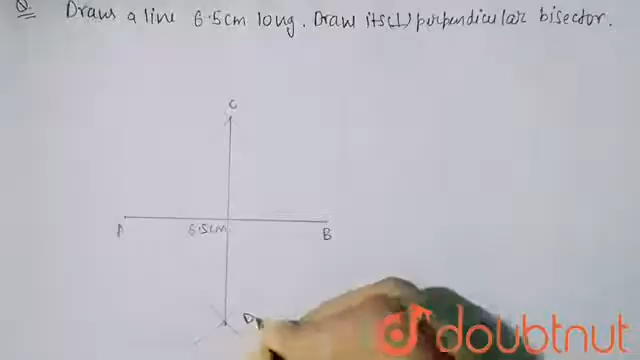 Q. Draw a line 6.5cm long. Draw its (⊥) perpendicular bisector.
C
A 6.5cm B
D
doubtnut